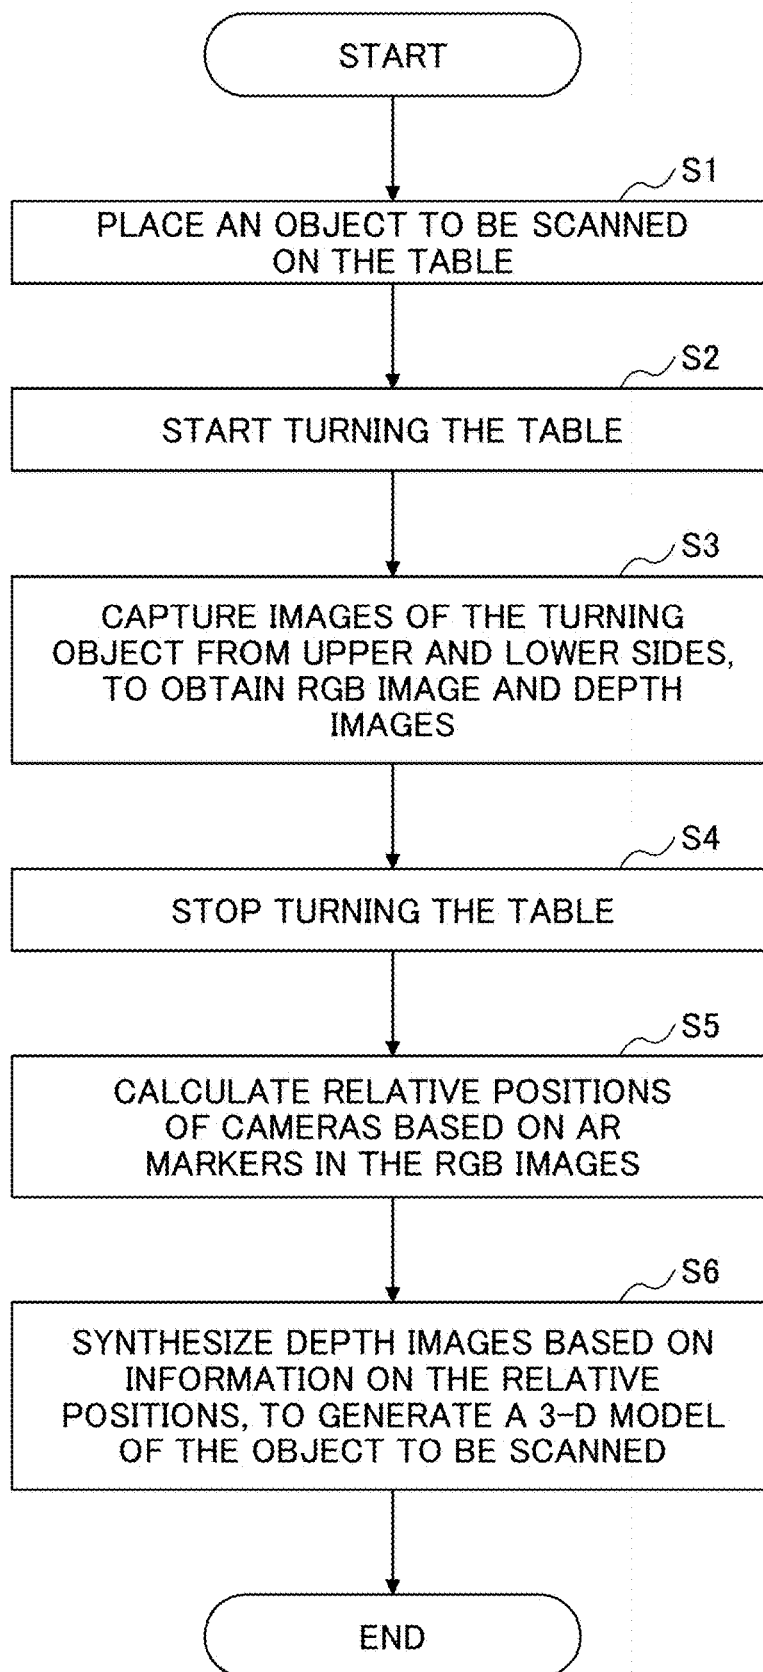 START
S1
PLACE AN OBJECT TO BE SCANNED
ON THE TABLE
S2
START TURNING THE TABLE
S3
CAPTURE IMAGES OF THE TURNING
OBJECT FROM UPPER AND LOWER SIDES,
TO OBTAIN RGB IMAGE AND DEPTH
IMAGES
S4
STOP TURNING THE TABLE
S5
CALCULATE RELATIVE POSITIONS
OF CAMERAS BASED ON AR
MARKERS IN THE RGB IMAGES
S6
SYNTHESIZE DEPTH IMAGES BASED ON
INFORMATION ON THE RELATIVE
POSITIONS, TO GENERATE A 3-D MODEL
OF THE OBJECT TO BE SCANNED
END